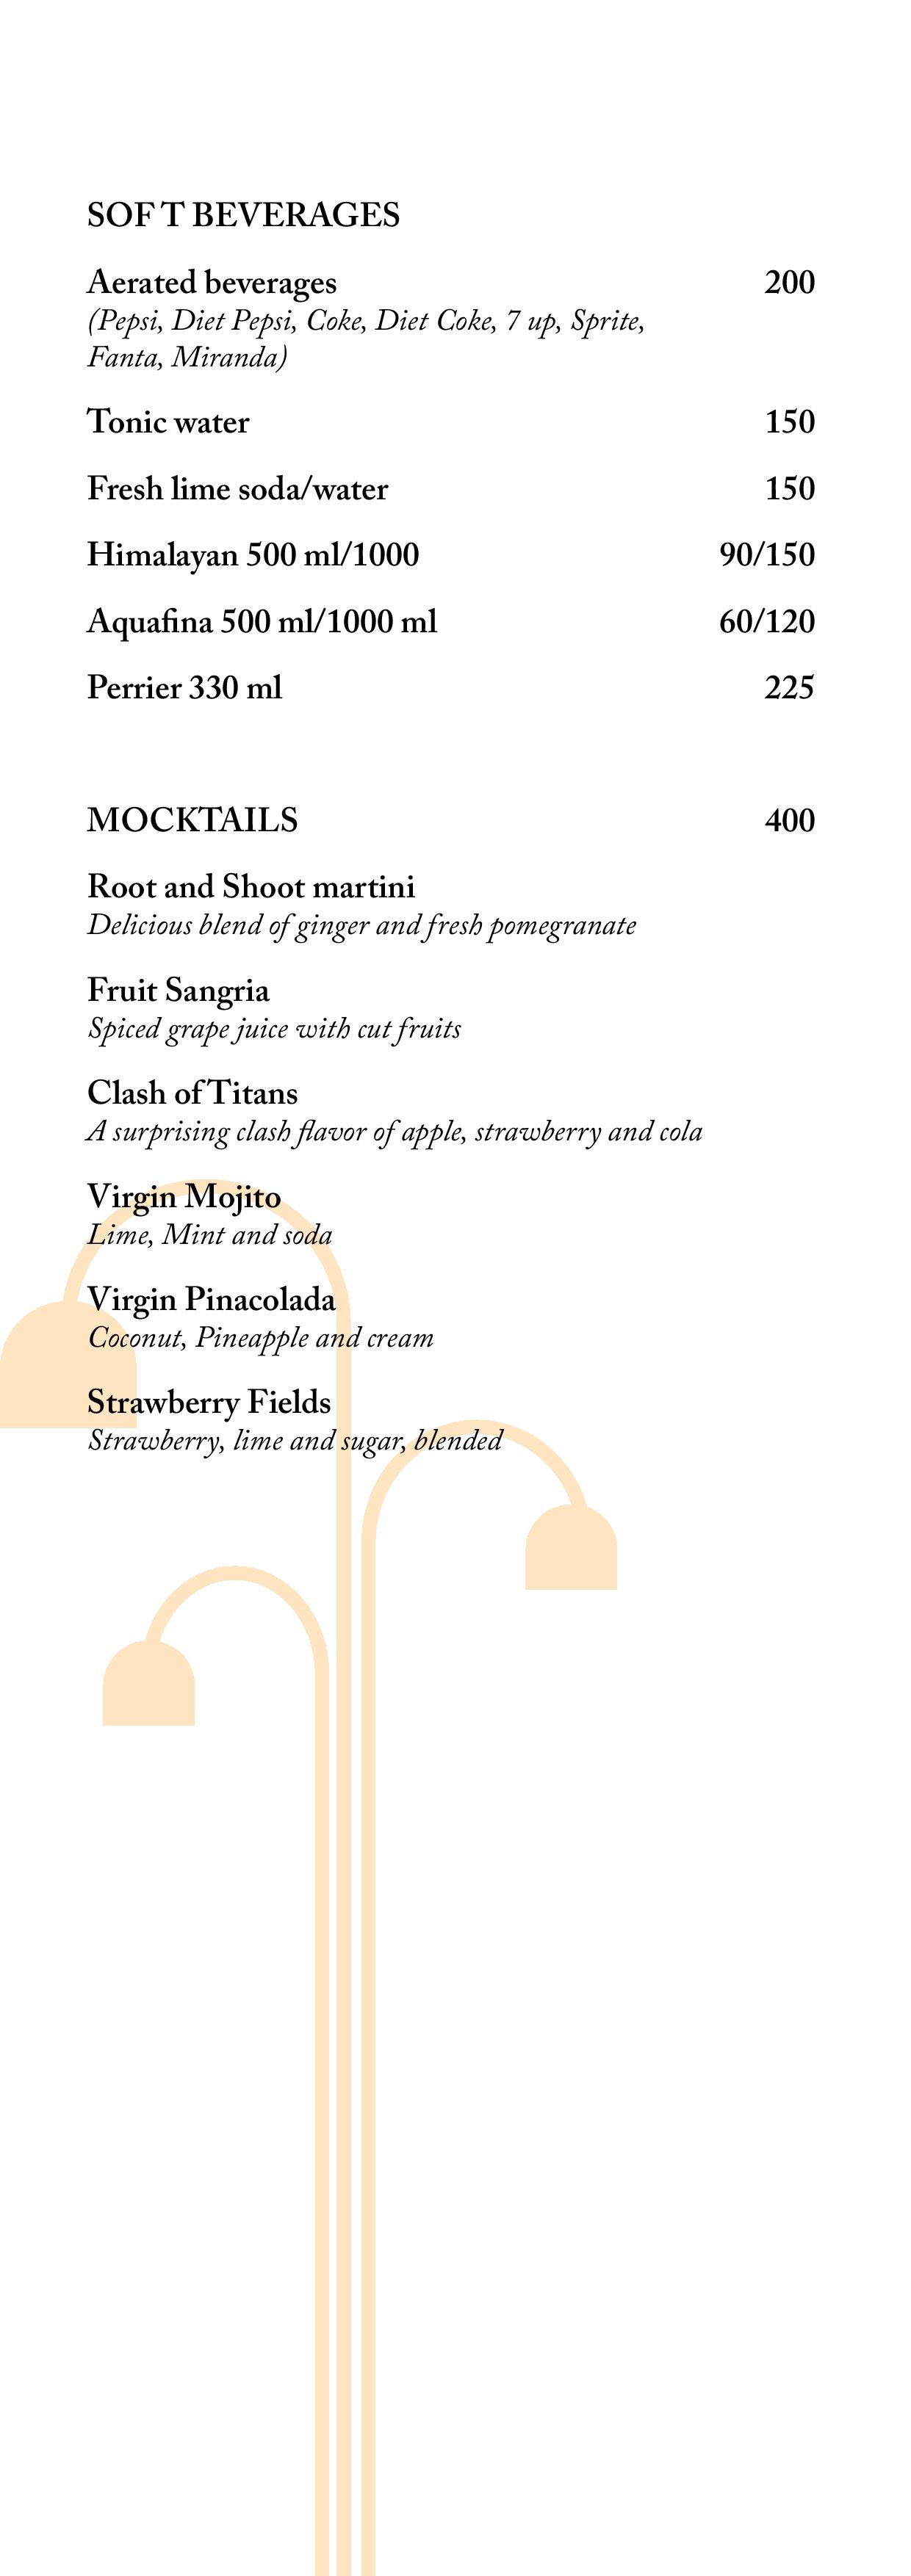 SOFT BEVERAGES
Aerated beverages 200
(Pepsi, Diet Pepsi, Coke, Diet Coke, 7 up, Sprite,
Fanta, Miranda)
Tonic water 150
Fresh lime soda/water 150
Himalayan 500 ml/1000 90/150
Aquafina 500 ml/1000 ml 60/120
Perrier 330 ml 225
MOCKTAILS 400
Root and Shoot martini
Delicious blend of ginger and fresh pomegranate
Fruit Sangria
Spiced grape juice with cut fruits
Clash of Titans
A surprising clash flavor of apple, strawberry and cola
Virgin Mojito
Lime, Mint and soda
Virgin Pinacolada
Coconut, Pineapple and cream
Strawberry Fields
Strawberry, lime and sugar, blended